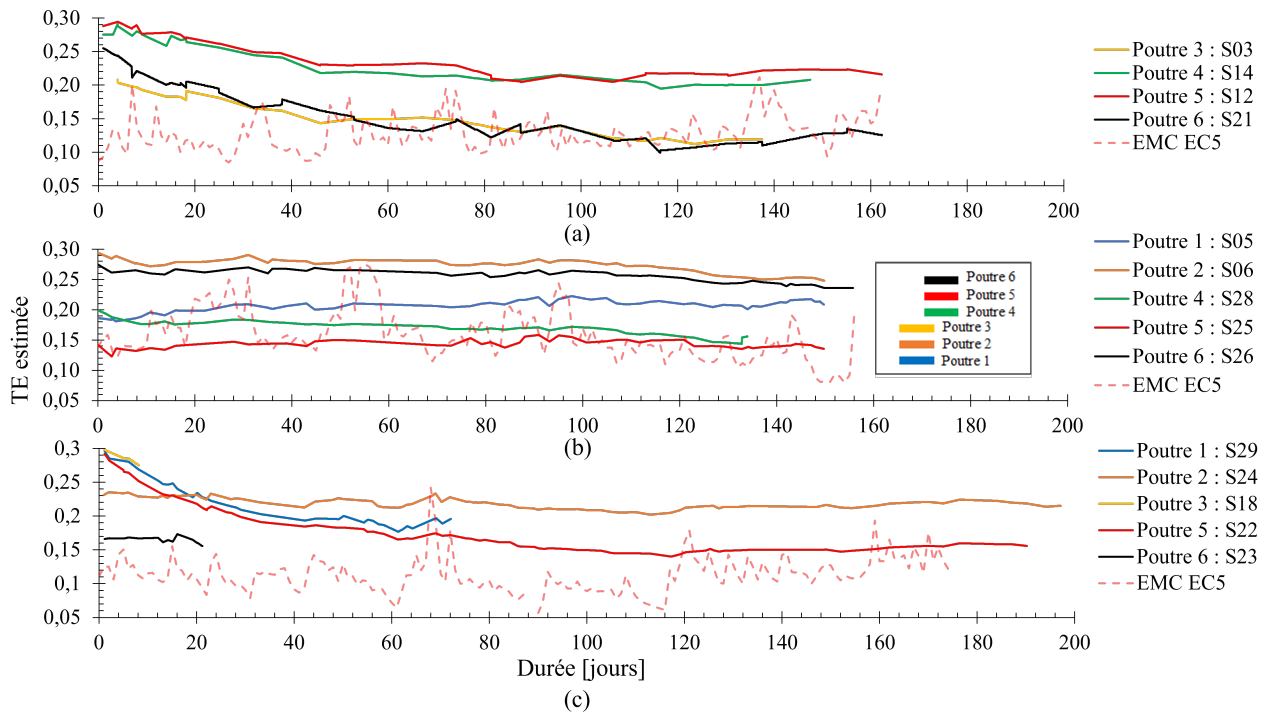 0,30
0,25
0,20
0,15
0,10
0,05
0 20 40 60 80 100 120 140 160 180 200
(a)
Poutre 3 : S03
Poutre 4 : S14
Poutre 5 : S12
Poutre 6 : S21
EMC EC5
TE estimée
0,30
0,25
0,20
0,15
0,10
0,05
0 20 40 60 80 100 120 140 160 180 200
(b)
Poutre 6
Poutre 5
Poutre 4
Poutre 3
Poutre 2
Poutre 1
Poutre 1 : S05
Poutre 2 : S06
Poutre 4 : S28
Poutre 5 : S25
Poutre 6 : S26
EMC EC5
0,3
0,25
0,2
0,15
0,1
0,05
0 20 40 60 80 100 120 140 160 180 200
Durée [jours]
(c)
Poutre 1 : S29
Poutre 2 : S24
Poutre 3 : S18
Poutre 5 : S22
Poutre 6 : S23
EMC EC5